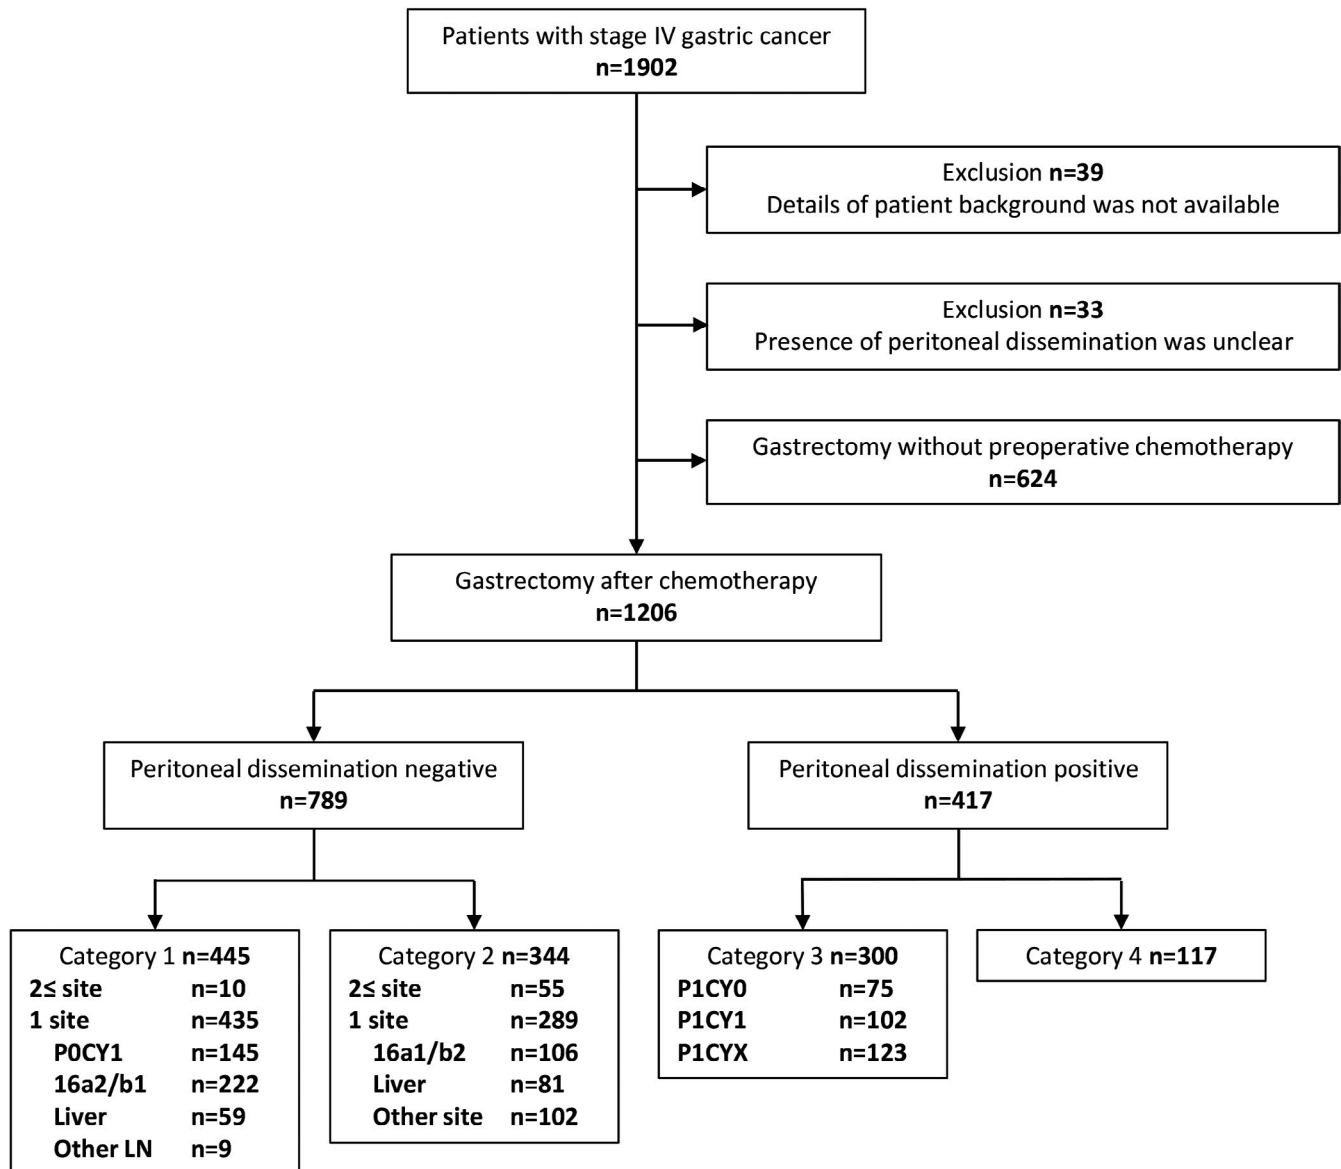 Patients with stage IV gastric cancer
n=1902
Exclusion n=39
Details of patient background was not available
Exclusion n=33
Presence of peritoneal dissemination was unclear
Gastrectomy without preoperative chemotherapy
n=624
Gastrectomy after chemotherapy
n=1206
Peritoneal dissemination negative
n=789
Peritoneal dissemination positive
n=417
Category 1 n=445
2≤ site n=10
1 site n=435
P0CY1 n=145
16a2/b1 n=222
Liver n=59
Other LN n=9
Category 2 n=344
2≤ site n=55
1 site n=289
16a1/b2 n=106
Liver n=81
Other site n=102
Category 3 n=300
P1CY0 n=75
P1CY1 n=102
P1CYX n=123
Category 4 n=117